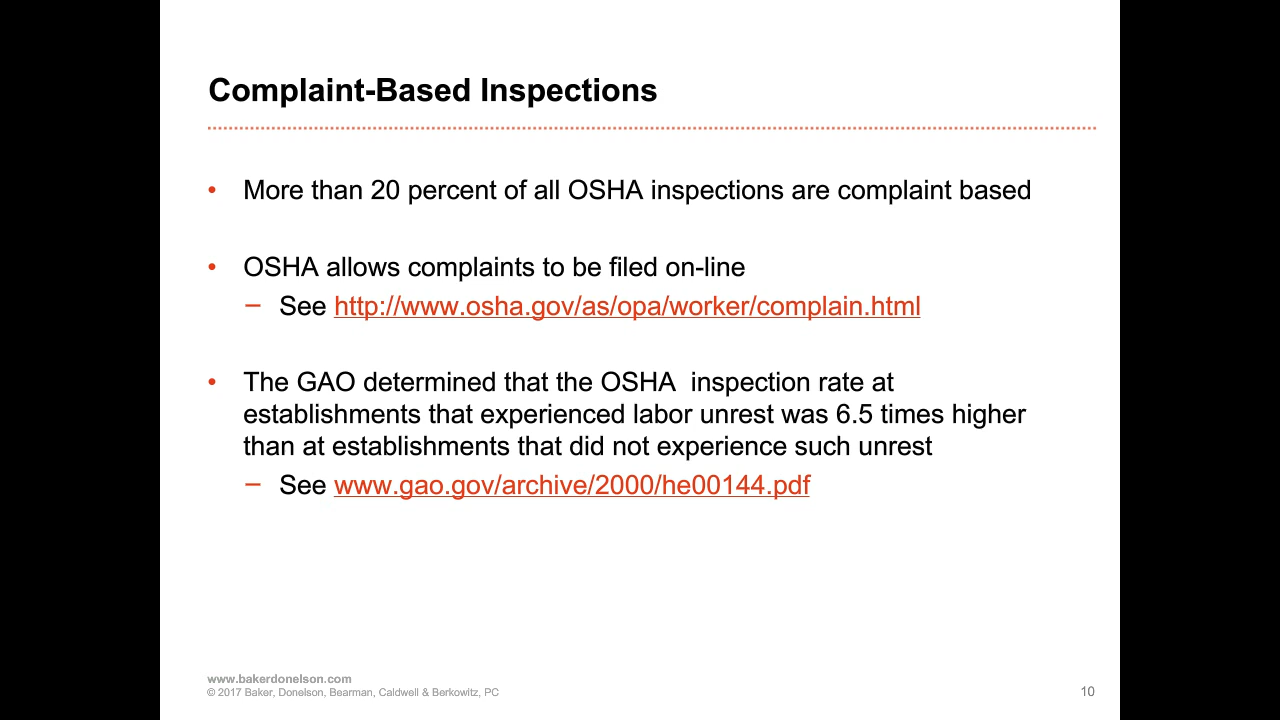 Complaint-Based Inspections
• More than 20 percent of all OSHA inspections are complaint based
• OSHA allows complaints to be filed on-line
– See http://www.osha.gov/as/opa/worker/complain.html
• The GAO determined that the OSHA  inspection rate at
establishments that experienced labor unrest was 6.5 times higher
than at establishments that did not experience such unrest
– See www.gao.gov/archive/2000/he00144.pdf
www.bakerdonelson.com
© 2017 Baker, Donelson, Bearman, Caldwell & Berkowitz, PC
10